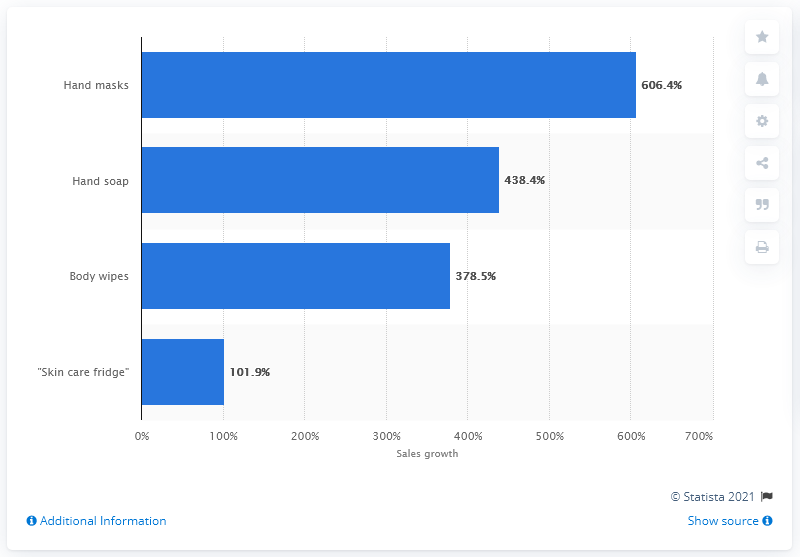 Hand masks
606.4%
Hand soap
438.4%
Body wipes
378.5%
"Skin care fridge"
101.9%
0% 100% 200% 300% 400% 500% 600% 700%
Sales growth
© Statista 2021
Additional Information
Show source